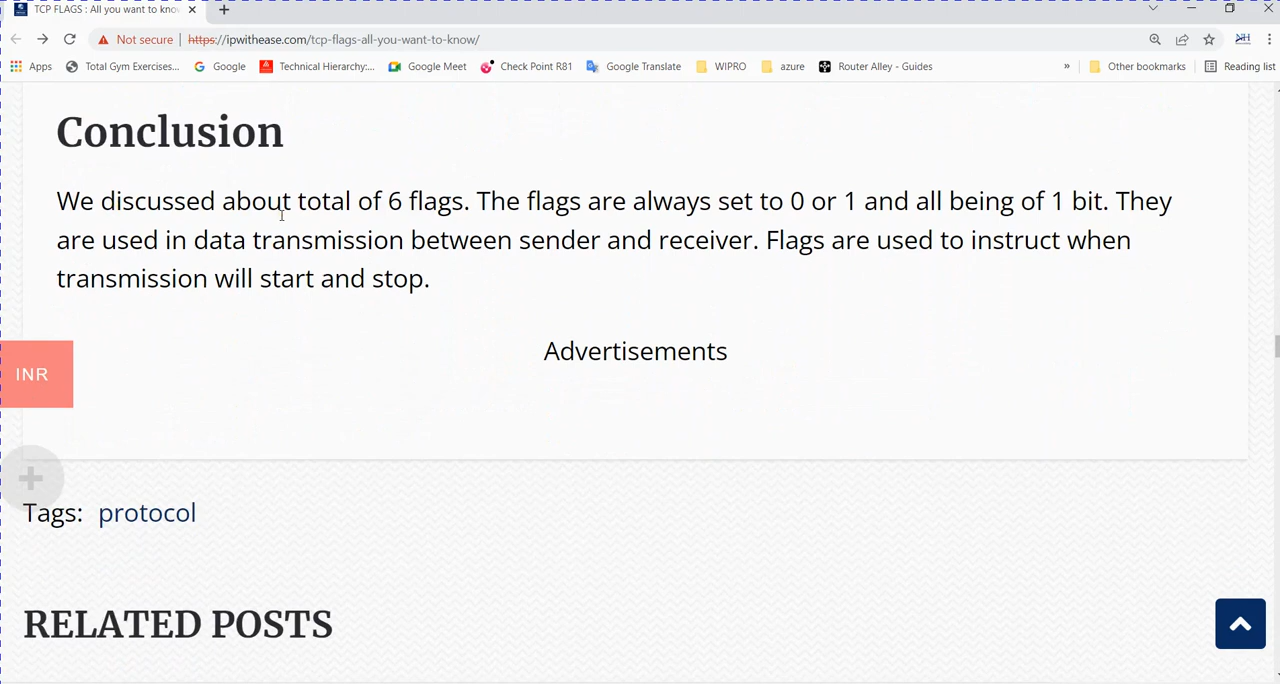 TCP FLAGS : All you want to kno
Not secure | https://ipwithease.com/tcp-flags-all-you-want-to-know/
Apps Total Gym Exercises... Google Technical Hierarchy:... Google Meet Check Point R81 Google Translate WIPRO azure Router Alley - Guides » Other bookmarks Reading list
Conclusion
We discussed about total of 6 flags. The flags are always set to 0 or 1 and all being of 1 bit. They
are used in data transmission between sender and receiver. Flags are used to instruct when
transmission will start and stop.
Advertisements
INR
Tags: protocol
RELATED POSTS